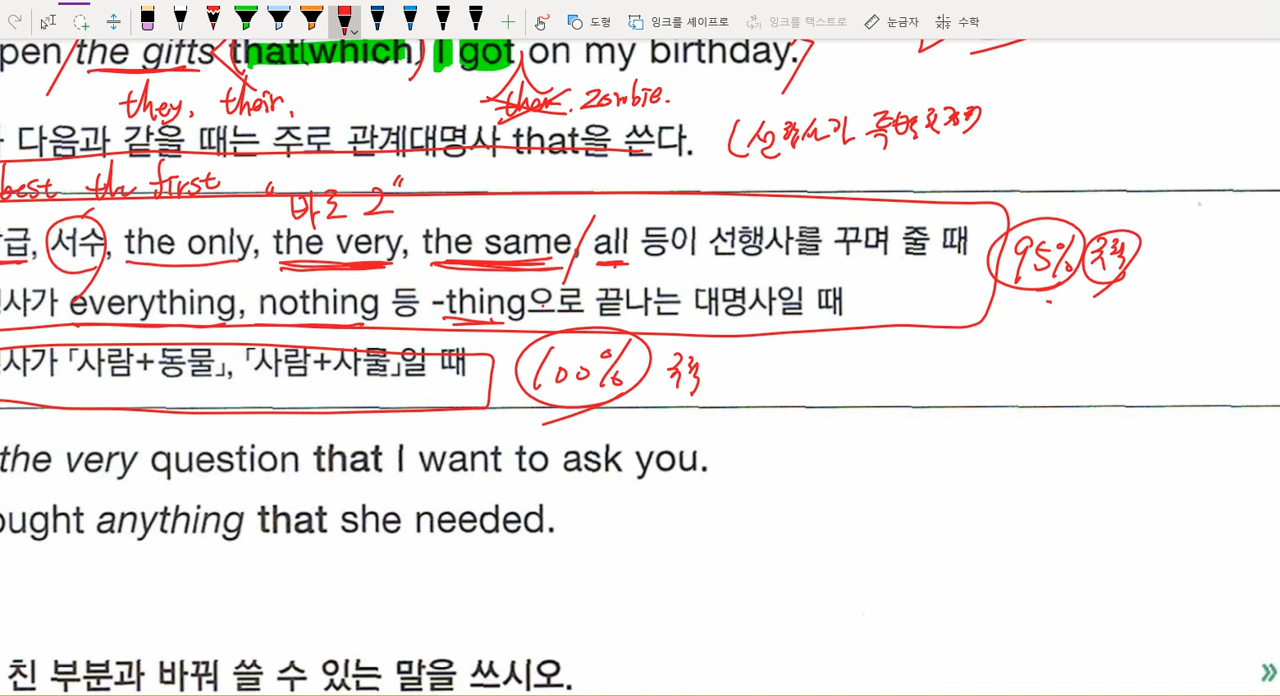 도형 잉크를 셰이프로 잉크를 텍스트로 눈금자 수학
pen the gifts that(which) I got on my birthday.
they, their, them. zombie.
다음과 같을 때는 주로 관계대명사 that을 쓴다. (선행사가
best the first "바로 그"
급, 서수, the only, the very, the same, all 등이 선행사를 꾸며 줄 때 95%
사가 everything, nothing 등 -thing으로 끝나는 대명사일 때
사가 「사람+동물」, 「사람+사물」일 때 100%
the very question that I want to ask you.
ought anything that she needed.
친 부분과 바꿔 쓸 수 있는 말을 쓰시오.